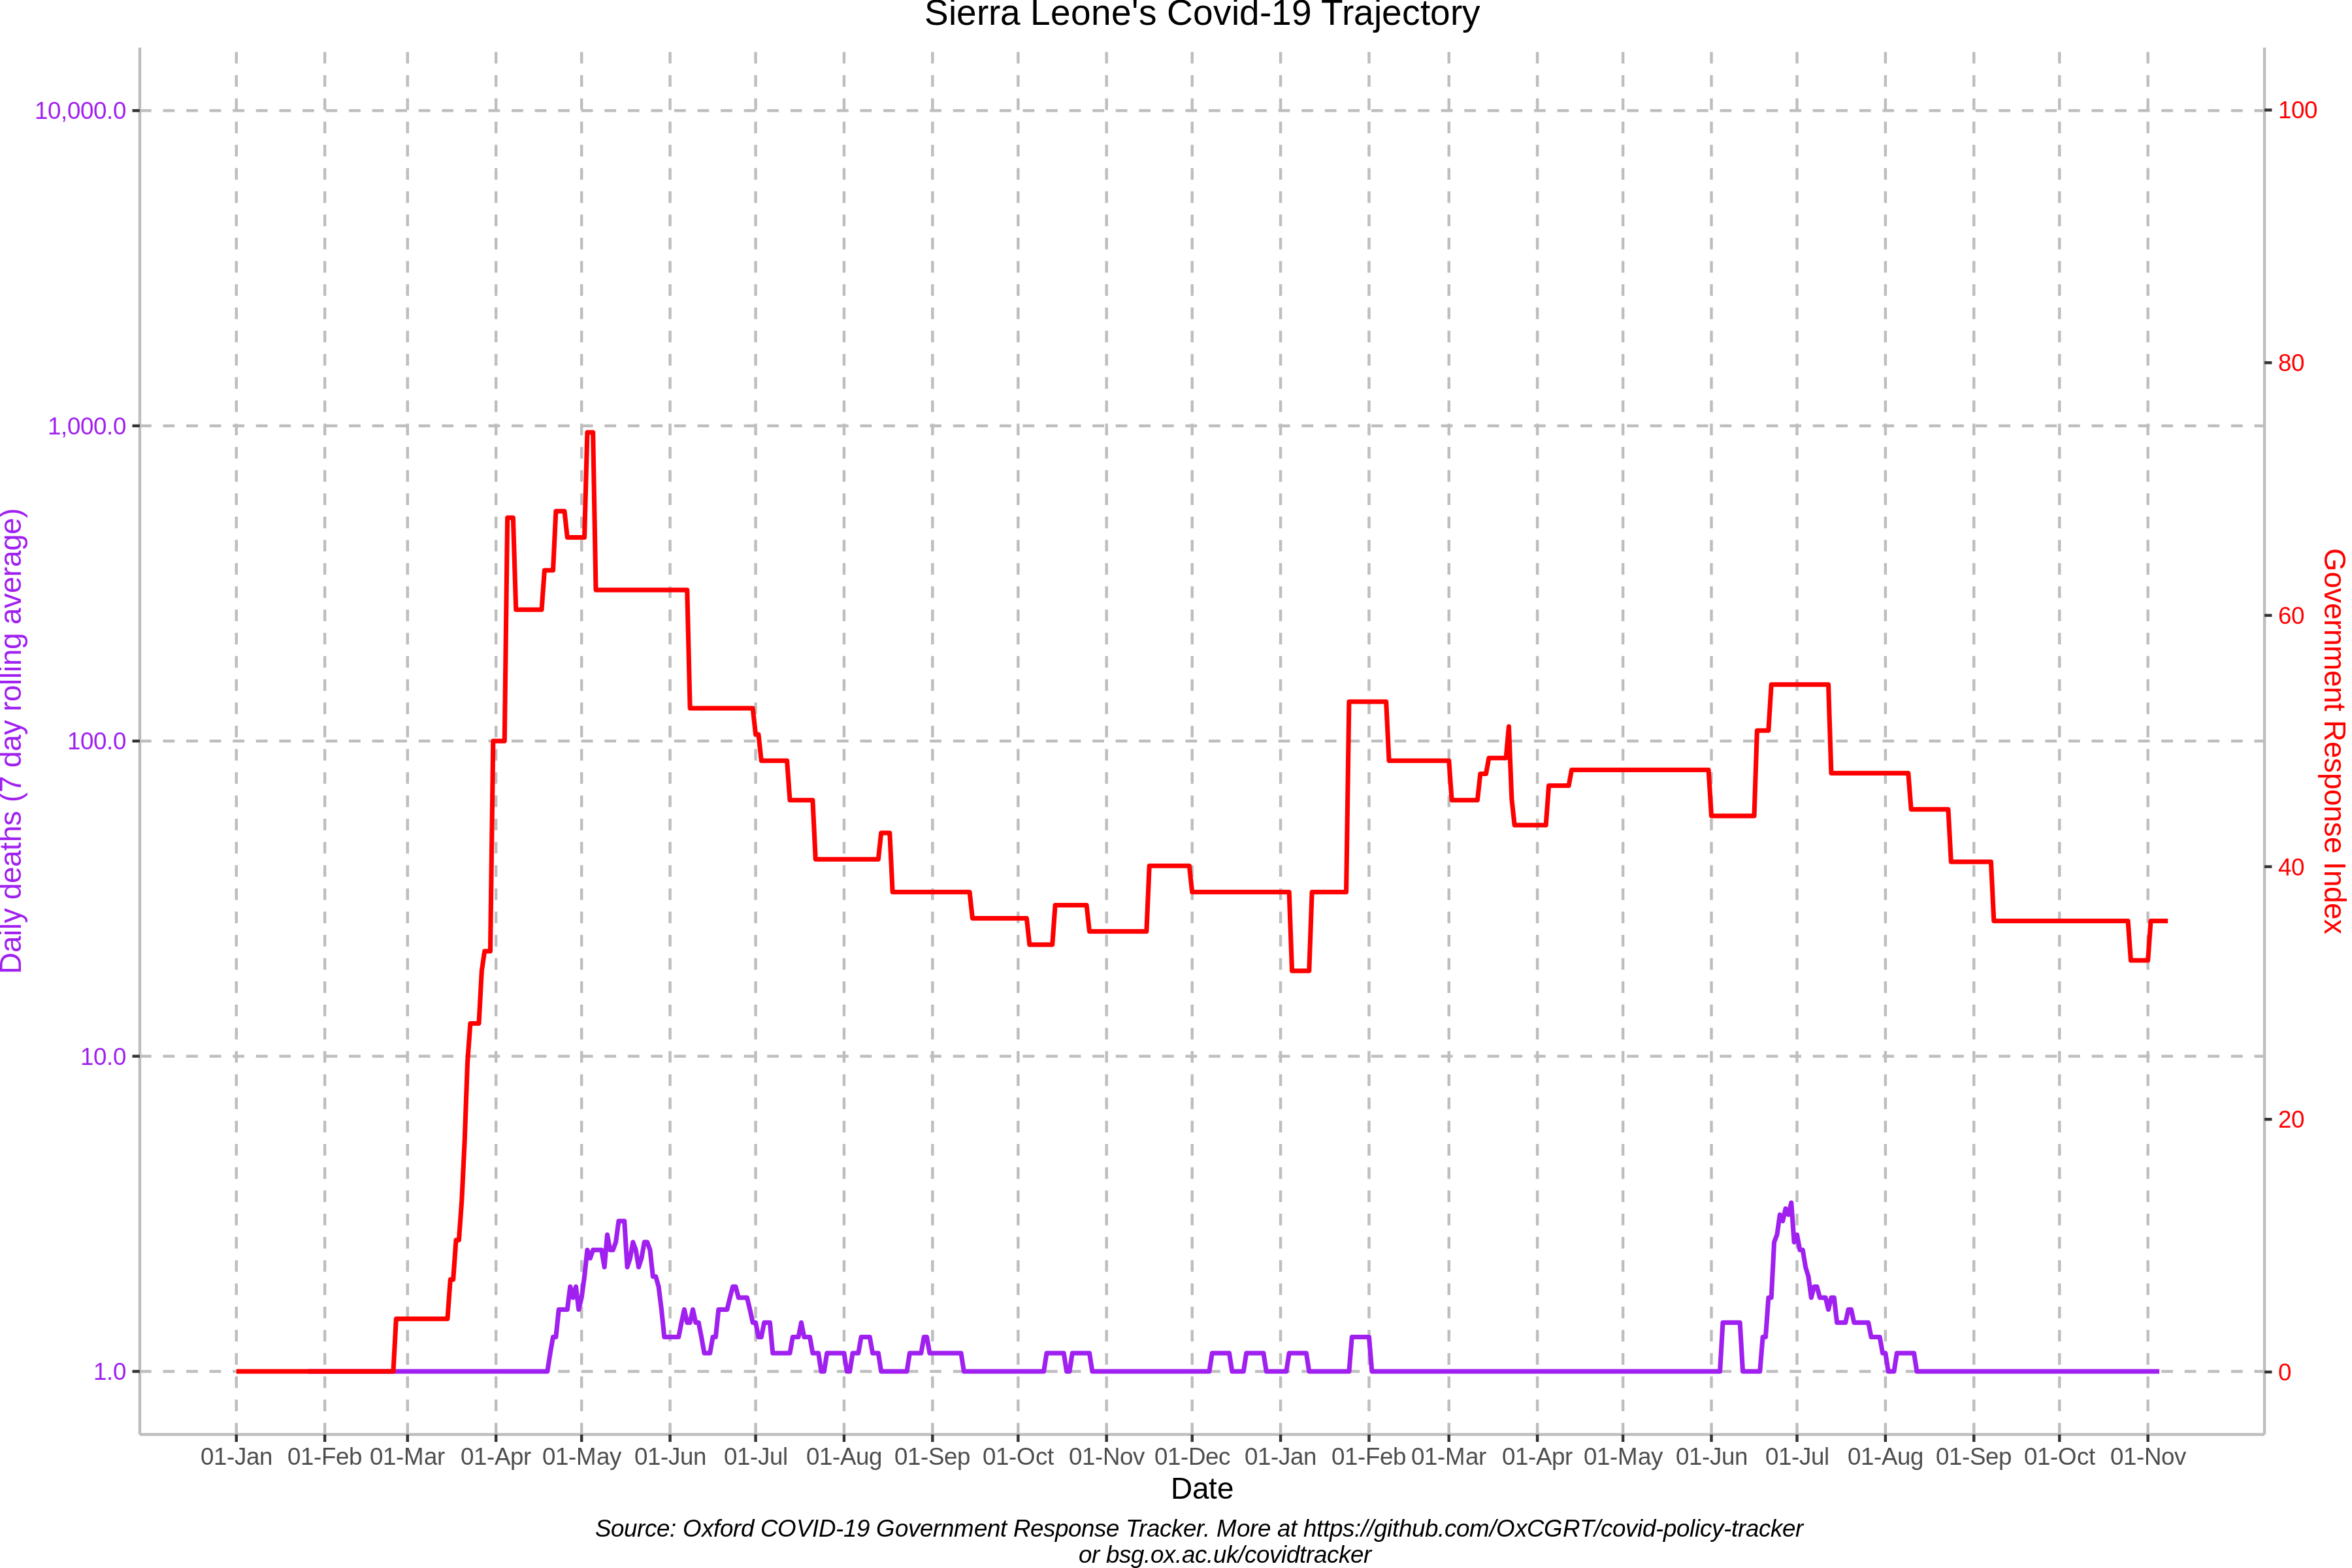 Sierra Leone's Covid-19 Trajectory
10,000.0
1,000.0
100.0
10.0
1.0
Daily deaths (7 day rolling average)
100
80
60
40
20
0
Government Response Index
01-Jan 01-Feb 01-Mar 01-Apr 01-May 01-Jun 01-Jul 01-Aug 01-Sep 01-Oct 01-Nov 01-Dec 01-Jan 01-Feb 01-Mar 01-Apr 01-May 01-Jun 01-Jul 01-Aug 01-Sep 01-Oct 01-Nov
Date
Source: Oxford COVID-19 Government Response Tracker. More at https://github.com/OxCGRT/covid-policy-tracker
or bsg.ox.ac.uk/covidtracker